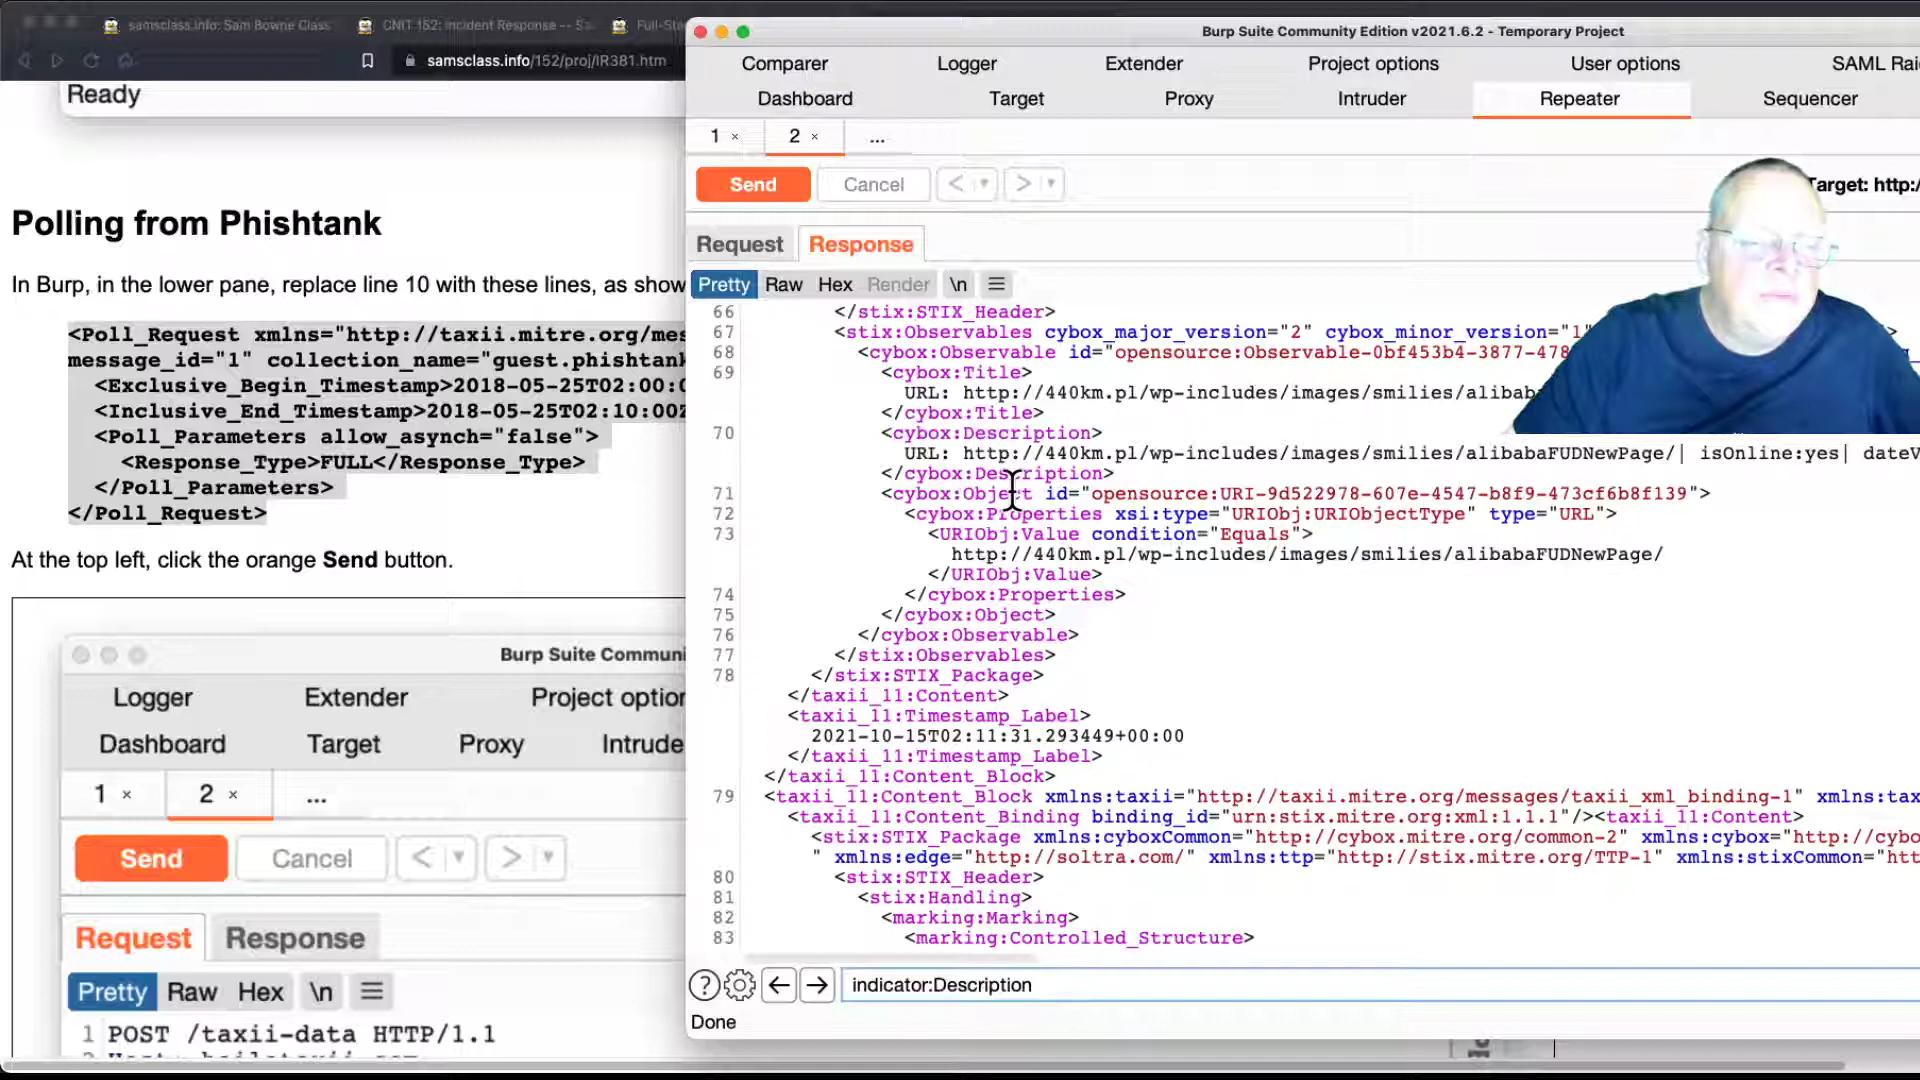 samsclass.info: Sam Bowne Class
CNIT 152: Incident Response -- S
Full-St
samsclass.info/152/proj/IR381.htm
Ready
Polling from Phishtank
In Burp, in the lower pane, replace line 10 with these lines, as show
<Poll_Request xmlns="http://taxii.mitre.org/mes
message_id="1" collection_name="guest.phishtank
<Exclusive_Begin_Timestamp>2018-05-25T02:00:0
<Inclusive_End_Timestamp>2018-05-25T02:10:00Z
<Poll_Parameters allow_asynch="false">
<Response_Type>FULL</Response_Type>
</Poll_Parameters>
</Poll_Request>
At the top left, click the orange Send button.
Burp Suite Communi
Logger Extender Project option
Dashboard Target Proxy Intrude
1 × 2 × ...
Send Cancel < >
Request Response
Pretty Raw Hex \n
1 POST /taxii-data HTTP/1.1
Burp Suite Community Edition v2021.6.2 - Temporary Project
Comparer Logger Extender Project options User options SAML Rai
Dashboard Target Proxy Intruder Repeater Sequencer
1 × 2 × ...
Send Cancel < > Target: http:/
Request Response
Pretty Raw Hex Render \n
66 </stix:STIX_Header>
67 <stix:Observables cybox_major_version="2" cybox_minor_version="1
68 <cybox:Observable id="opensource:Observable-0bf453b4-3877-478
69 <cybox:Title>
URL: http://440km.pl/wp-includes/images/smilies/alibab
</cybox:Title>
70 <cybox:Description>
URL: http://440km.pl/wp-includes/images/smilies/alibabaFUDNewPage/| isOnline:yes| dateV
</cybox:Description>
71 <cybox:Object id="opensource:URI-9d522978-607e-4547-b8f9-473cf6b8f139">
72 <cybox:Properties xsi:type="URIObj:URIObjectType" type="URL">
73 <URIObj:Value condition="Equals">
http://440km.pl/wp-includes/images/smilies/alibabaFUDNewPage/
</URIObj:Value>
74 </cybox:Properties>
75 </cybox:Object>
76 </cybox:Observable>
77 </stix:Observables>
78 </stix:STIX_Package>
</taxii_11:Content>
<taxii_11:Timestamp_Label>
2021-10-15T02:11:31.293449+00:00
</taxii_11:Timestamp_Label>
</taxii_11:Content_Block>
79 <taxii_11:Content_Block xmlns:taxii="http://taxii.mitre.org/messages/taxii_xml_binding-1" xmlns:tax
<taxii_11:Content_Binding binding_id="urn:stix.mitre.org:xml:1.1.1"/><taxii_11:Content>
<stix:STIX_Package xmlns:cyboxCommon="http://cybox.mitre.org/common-2" xmlns:cybox="http://cybo
" xmlns:edge="http://soltra.com/" xmlns:ttp="http://stix.mitre.org/TTP-1" xmlns:stixCommon="htt
80 <stix:STIX_Header>
81 <stix:Handling>
82 <marking:Marking>
83 <marking:Controlled_Structure>
indicator:Description
Done